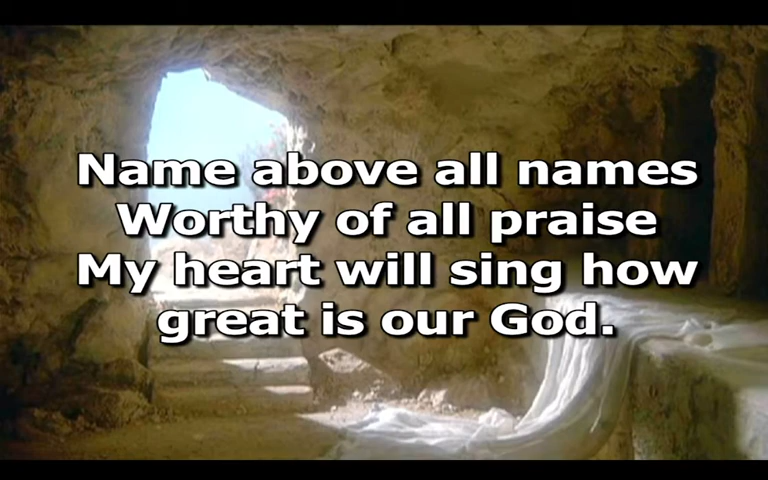 Name above all names
Worthy of all praise
My heart will sing how
great is our God.